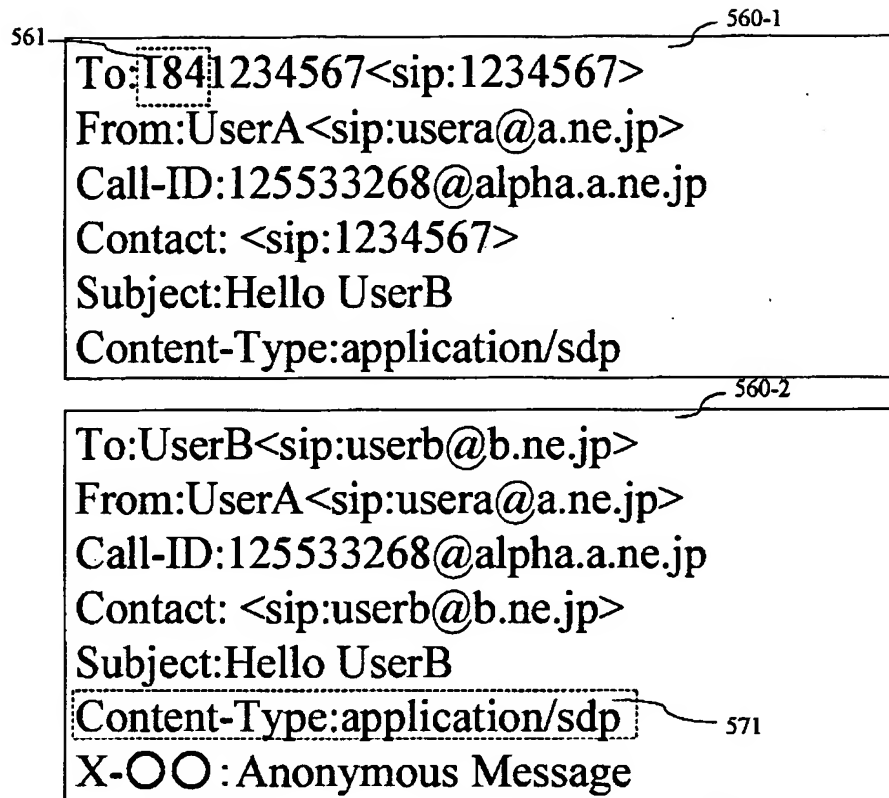 560-1
561
To:T841234567<sip:1234567>
From:UserA<sip:usera@a.ne.jp>
Call-ID:125533268@alpha.a.ne.jp
Contact: <sip:1234567>
Subject:Hello UserB
Content-Type:application/sdp
560-2
To:UserB<sip:userb@b.ne.jp>
From:UserA<sip:usera@a.ne.jp>
Call-ID:125533268@alpha.a.ne.jp
Contact: <sip:userb@b.ne.jp>
Subject:Hello UserB
Content-Type:application/sdp
571
X-○○:Anonymous Message